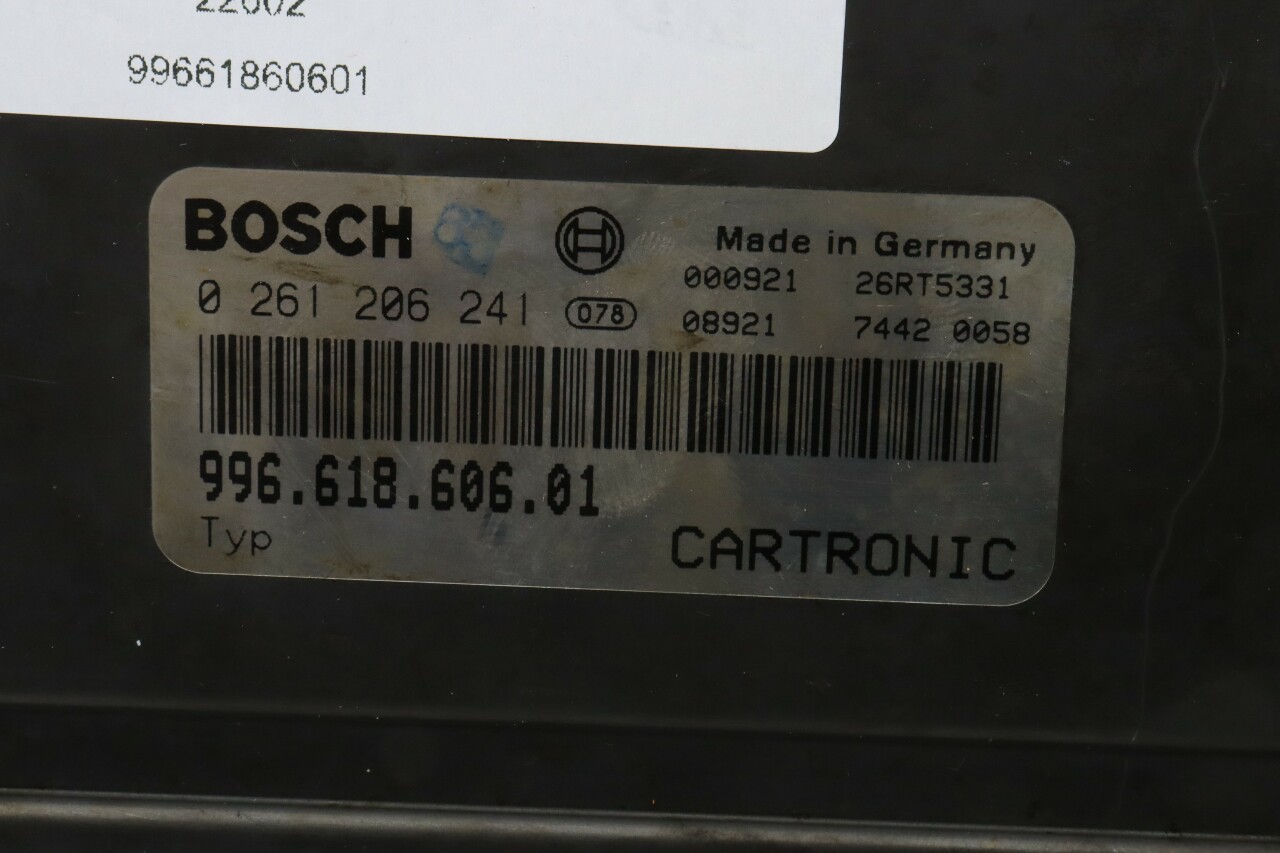 22602
99661860601
BOSCH
Made in Germany
000921 26RT5331
0 261 206 241 078
08921 7442 0058
996.618.606.01
Typ
CARTRONIC